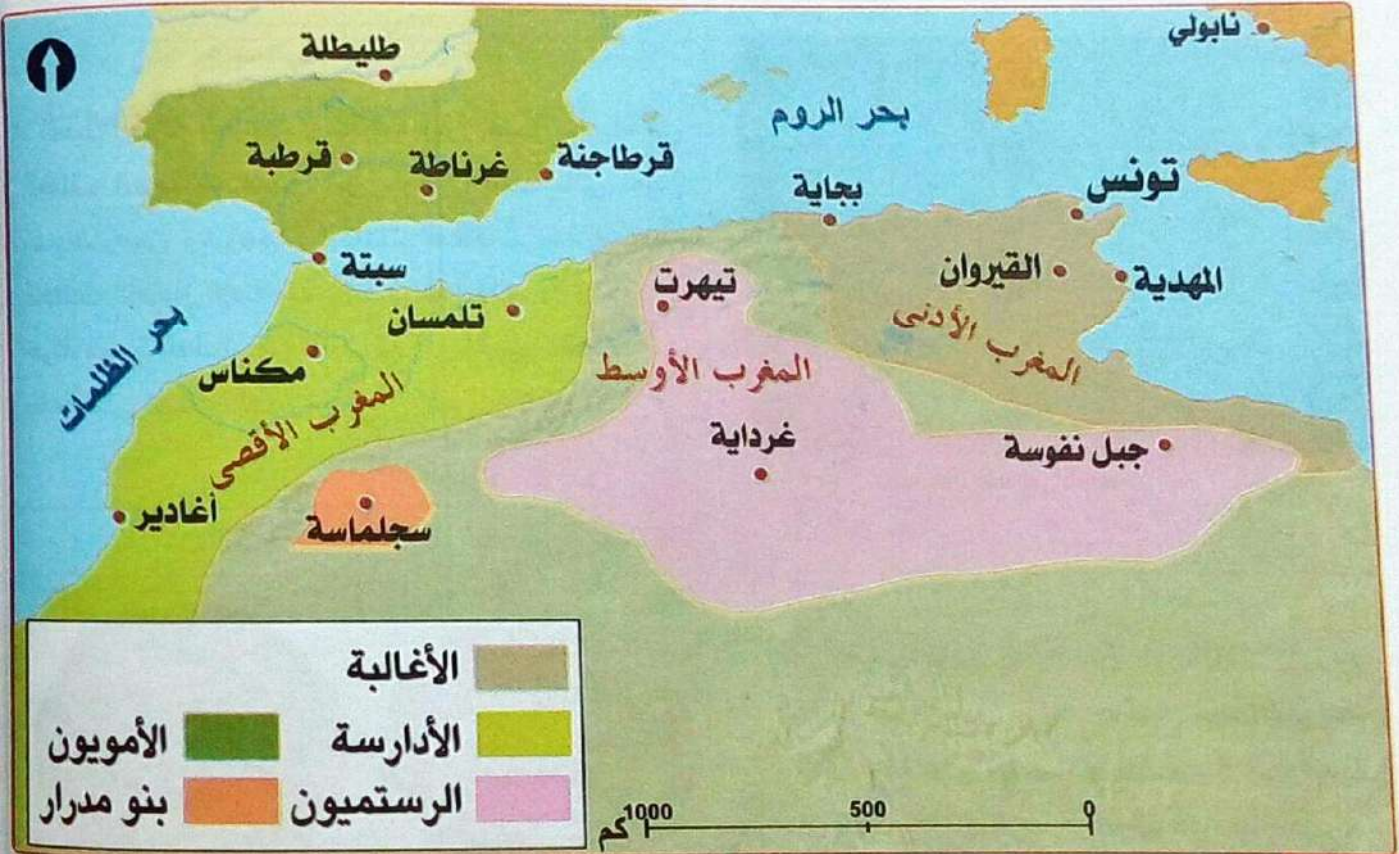 طليطلة
نابولي
بحر الروم
قرطبة
غرناطة
قرطاجنة
بجاية
تونس
سبتة
القيروان
المهدية
تيهرت
تلمسان
المغرب الأدنى
بحر الظلمات
مكناس
المغرب الأوسط
المغرب الأقصى
غرداية
جبل نفوسة
أغادير
سجلماسة
الأغالبة
الأدارسة
الأمويون
الرستميون
بنو مدرار
0
500
1000
كم